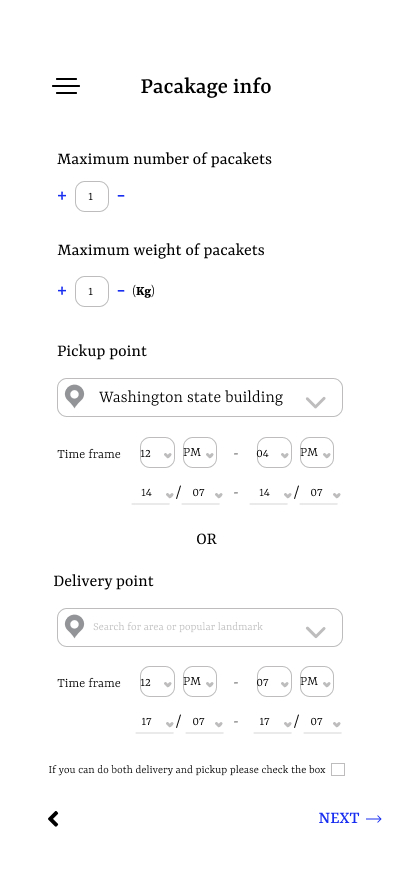 Pacakage info
Maximum number of pacakets
+ 1 -
Maximum weight of pacakets
+ 1 - (Kg)
Pickup point
Washington state building
Time frame 12 PM - 04 PM
14 / 07 - 14 / 07
OR
Delivery point
Search for area or popular landmark
Time frame 12 PM - 07 PM
17 / 07 - 17 / 07
If you can do both delivery and pickup please check the box
NEXT →